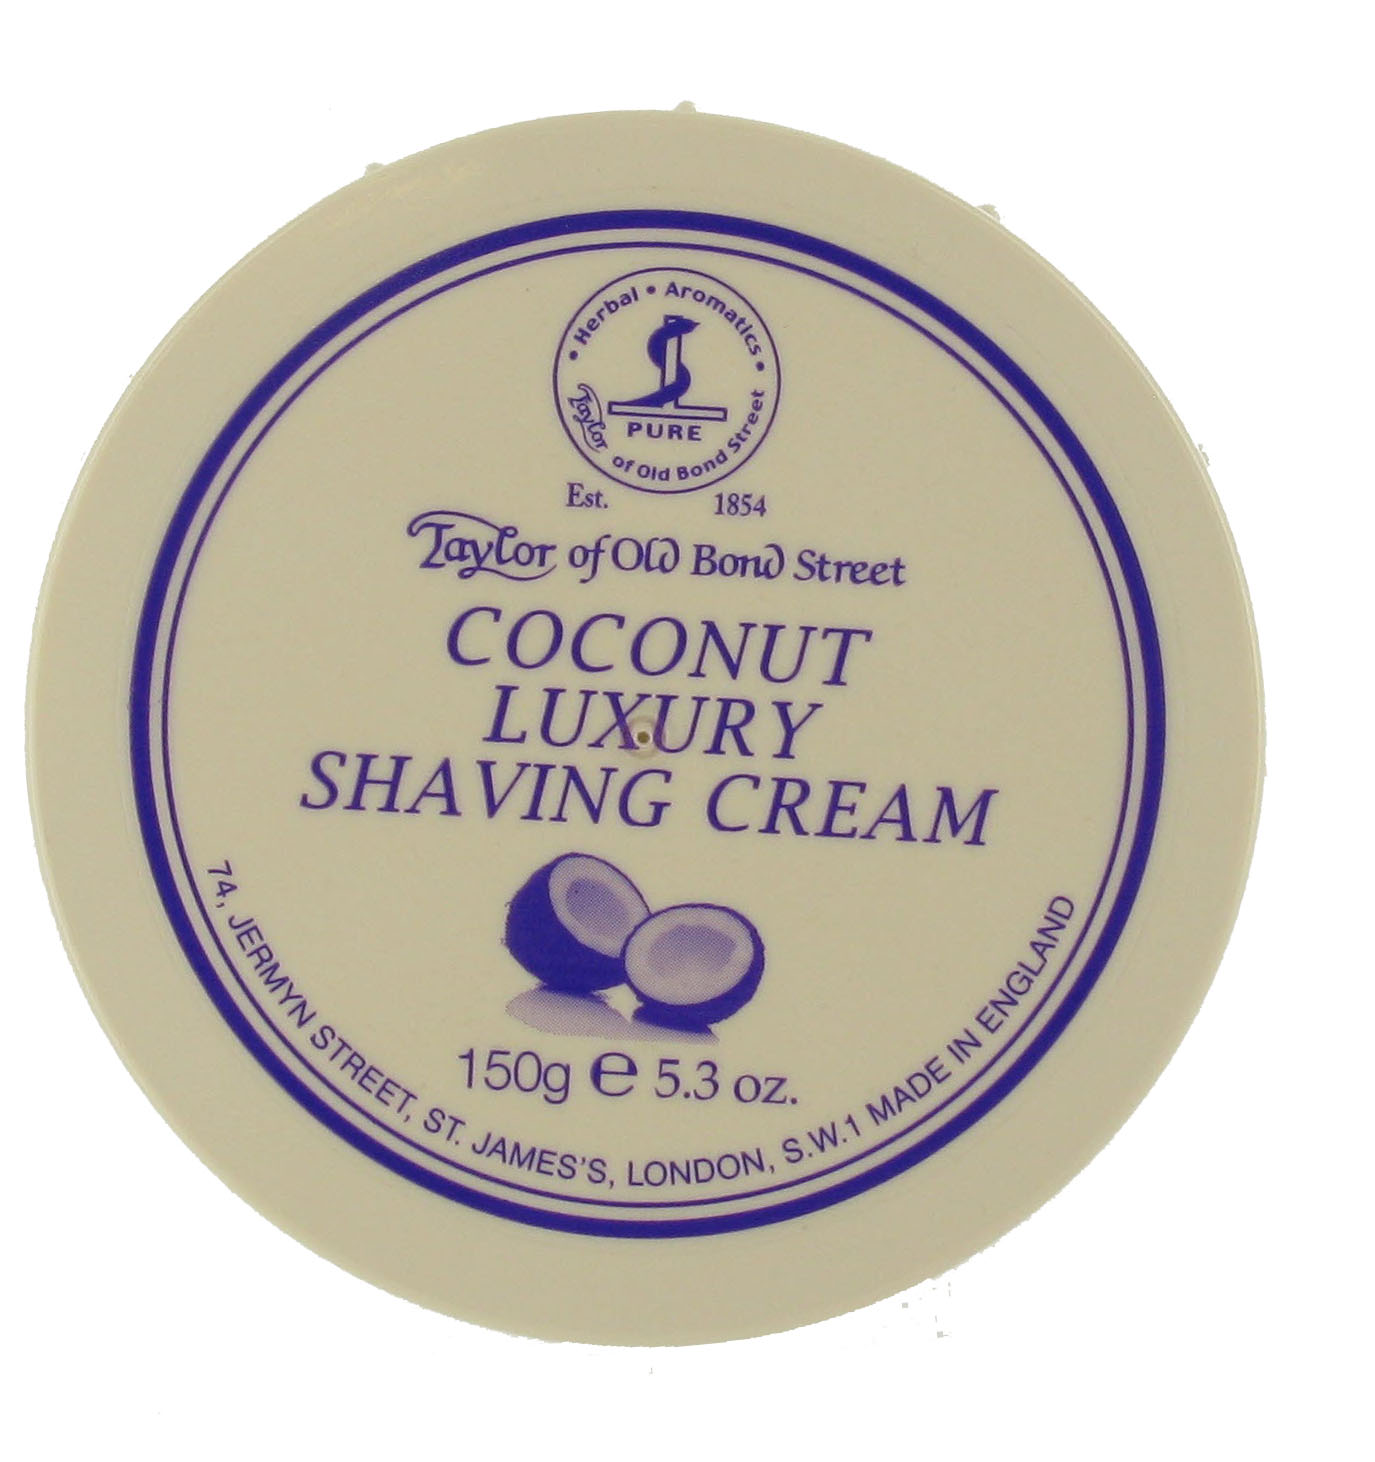 • Herbal • Aromatics •
PURE
Taylor of Old Bond Street
Est. 1854
Taylor of Old Bond Street
COCONUT
LUXURY
SHAVING CREAM
150g ℮ 5.3 oz.
74, JERMYN STREET, ST. JAMES'S, LONDON, S.W.1 MADE IN ENGLAND